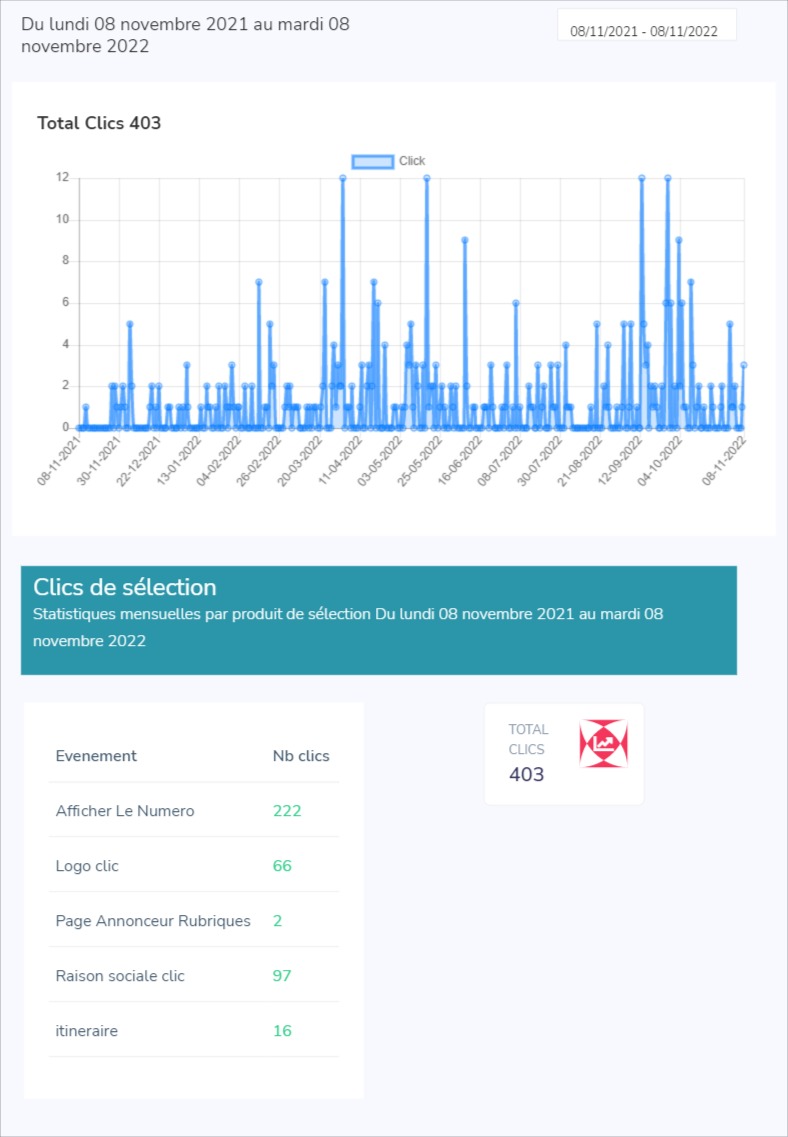 Du lundi 08 novembre 2021 au mardi 08
novembre 2022
08/11/2021 - 08/11/2022
Total Clics 403
Click
12
10
8
6
4
2
0
08-11-2021
30-11-2021
22-12-2021
13-01-2022
04-02-2022
26-02-2022
20-03-2022
11-04-2022
03-05-2022
25-05-2022
16-06-2022
08-07-2022
30-07-2022
21-08-2022
12-09-2022
04-10-2022
08-11-2022
Clics de sélection
Statistiques mensuelles par produit de sélection Du lundi 08 novembre 2021 au mardi 08
novembre 2022
TOTAL
CLICS
403
Evenement Nb clics
Afficher Le Numero 222
Logo clic 66
Page Annonceur Rubriques 2
Raison sociale clic 97
itineraire 16